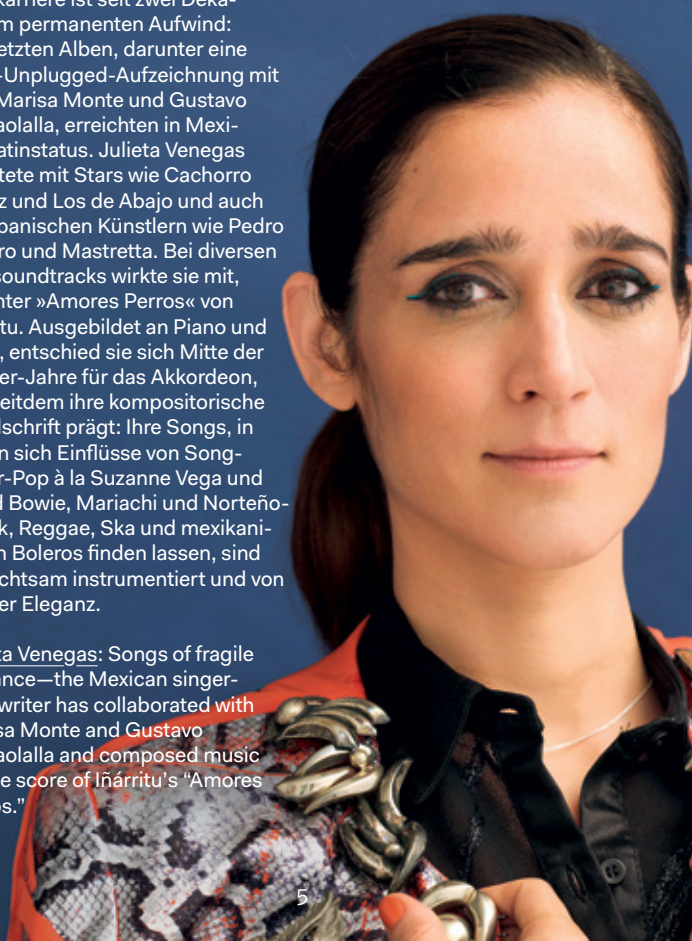 karriere ist seit zwei Deka-
m permanenten Aufwind:
etzten Alben, darunter eine
-Unplugged-Aufzeichnung mit
Marisa Monte und Gustavo
aolalla, erreichten in Mexi-
atinstatus. Julieta Venegas
tete mit Stars wie Cachorro
z und Los de Abajo und auch
panischen Künstlern wie Pedro
ro und Mastretta. Bei diversen
soundtracks wirkte sie mit,
nter »Amores Perros« von
tu. Ausgebildet an Piano und
, entschied sie sich Mitte der
er-Jahre für das Akkordeon,
eitdem ihre kompositorische
dschrift prägt: Ihre Songs, in
n sich Einflüsse von Song-
r-Pop à la Suzanne Vega und
d Bowie, Mariachi und Norteño-
k, Reggae, Ska und mexikani-
n Boleros finden lassen, sind
chtsam instrumentiert und von
er Eleganz.
ta Venegas: Songs of fragile
ance—the Mexican singer-
writer has collaborated with
sa Monte and Gustavo
aolalla and composed music
e score of Iñárritu’s “Amores
os.”
5